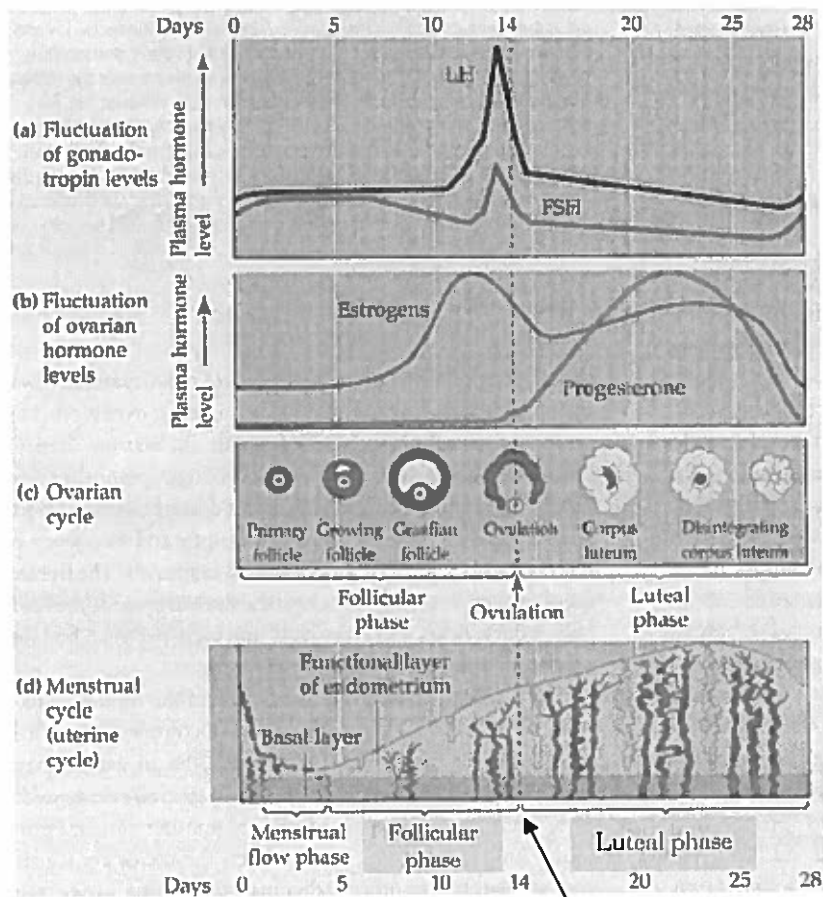 Days 0 5 10 14 20 25 28
LH
(a) Fluctuation
of gonado-
tropin levels
Plasma hormone
level
FSH
(b) Fluctuation
of ovarian
hormone
levels
Plasma hormone
level
Estrogens
Progesterone
(c) Ovarian
cycle
Primary
follicle
Growing
follicle
Graafian
follicle
Ovulation
Corpus
luteum
Disintegrating
corpus luteum
Follicular
phase
Ovulation
Luteal
phase
(d) Menstrual
cycle
(uterine
cycle)
Functional layer
of endometrium
Basal layer
Menstrual
flow phase
Follicular
phase
Luteal phase
Days 0 5 10 14 20 25 28